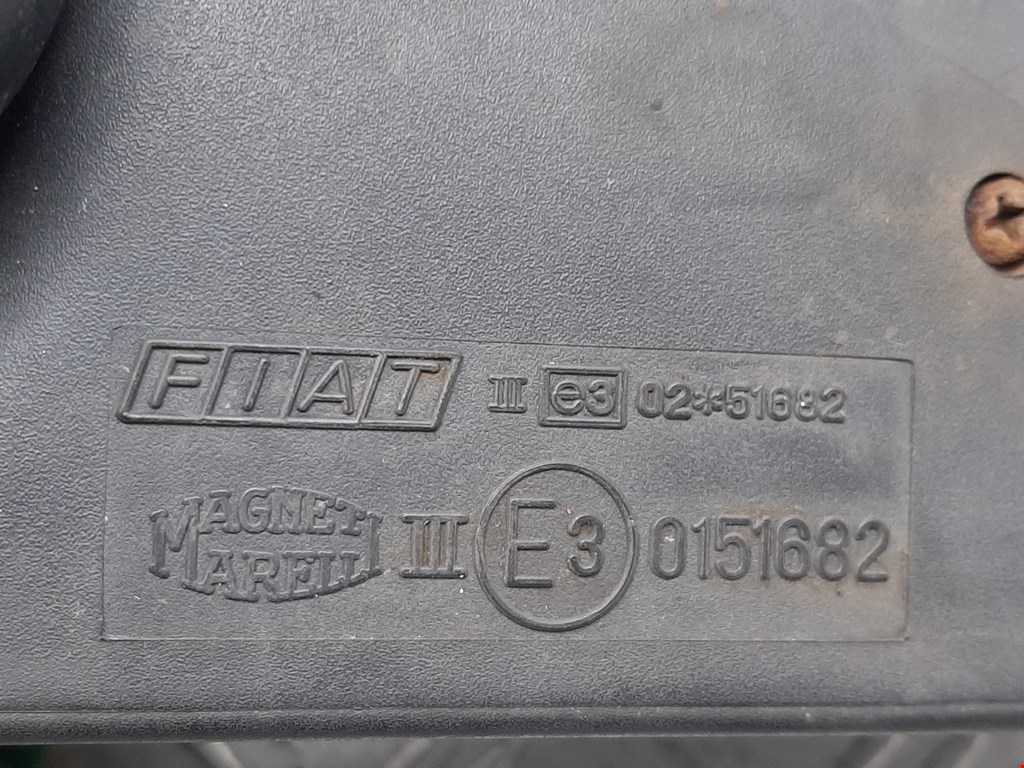 FIAT III e3 02*51682
MAGNETI MARELLI III E3 0151682